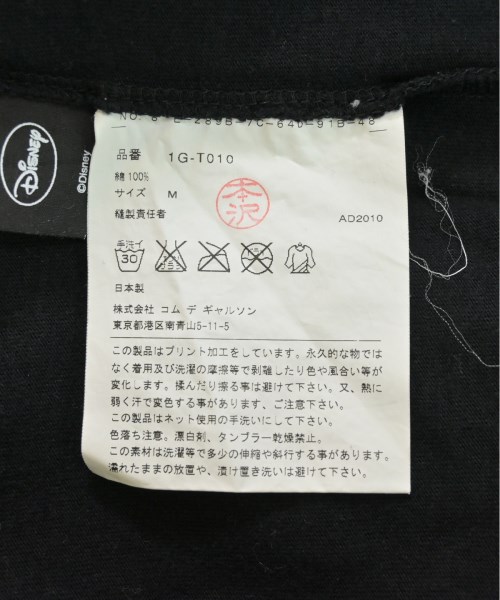 Disney
©Disney
品番 1G-T010
綿 100%
サイズ M
本沢
縫製責任者
AD2010
手洗イ
30
日本製
株式会社 コム デ ギャルソン
東京都港区南青山5-11-5
この製品はプリント加工をしています。永久的な物では
なく着用及び洗濯の摩擦等で剥離したり色や風合い等が
変化します。揉んだり擦る事は避けて下さい。又、熱に
弱く汗で変色する事があります、ご注意下さい。
この製品はネット使用の手洗いにして下さい。
色落ち注意。漂白剤、タンブラー乾燥禁止。
この素材は洗濯等で多少の伸縮や斜行する事があります。
濡れたままの放置や、漬け置き洗いは避けて下さい。